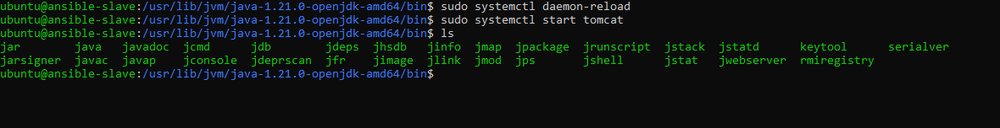 ubuntu@ansible-slave:/usr/lib/jvm/java-1.21.0-openjdk-amd64/bin$ sudo systemctl daemon-reload
ubuntu@ansible-slave:/usr/lib/jvm/java-1.21.0-openjdk-amd64/bin$ sudo systemctl start tomcat
ubuntu@ansible-slave:/usr/lib/jvm/java-1.21.0-openjdk-amd64/bin$ ls
jar        java   javadoc  jcmd      jdb        jdeps  jhsdb   jinfo  jmap  jpackage  jrunscript  jstack  jstatd      keytool      serialver
jarsigner  javac  javap    jconsole  jdeprscan  jfr    jimage  jlink  jmod  jps       jshell      jstat   jwebserver  rmiregistry
ubuntu@ansible-slave:/usr/lib/jvm/java-1.21.0-openjdk-amd64/bin$